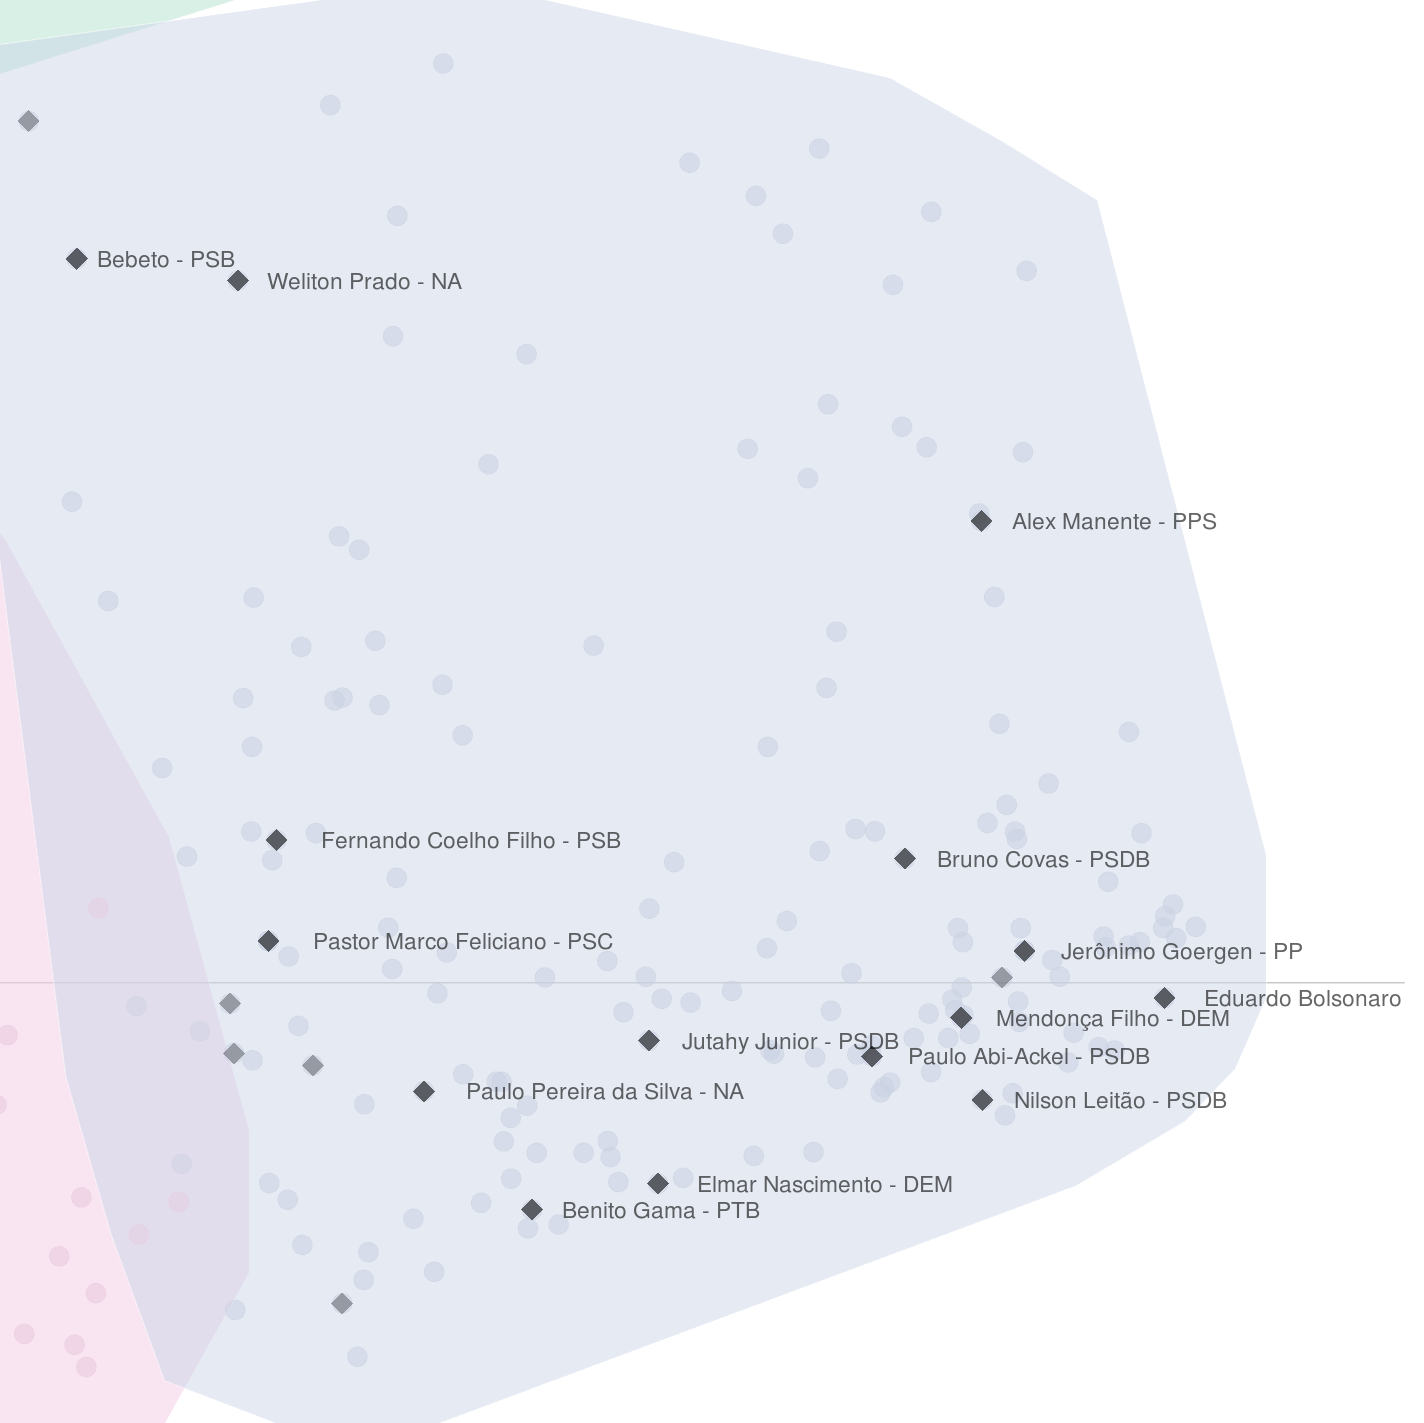 Bebeto - PSB
Weliton Prado - NA
Alex Manente - PPS
Fernando Coelho Filho - PSB
Bruno Covas - PSDB
Pastor Marco Feliciano - PSC
Jerônimo Goergen - PP
Eduardo Bolsonaro
Mendonça Filho - DEM
Jutahy Junior - PSDB
Paulo Abi-Ackel - PSDB
Paulo Pereira da Silva - NA
Nilson Leitão - PSDB
Elmar Nascimento - DEM
Benito Gama - PTB